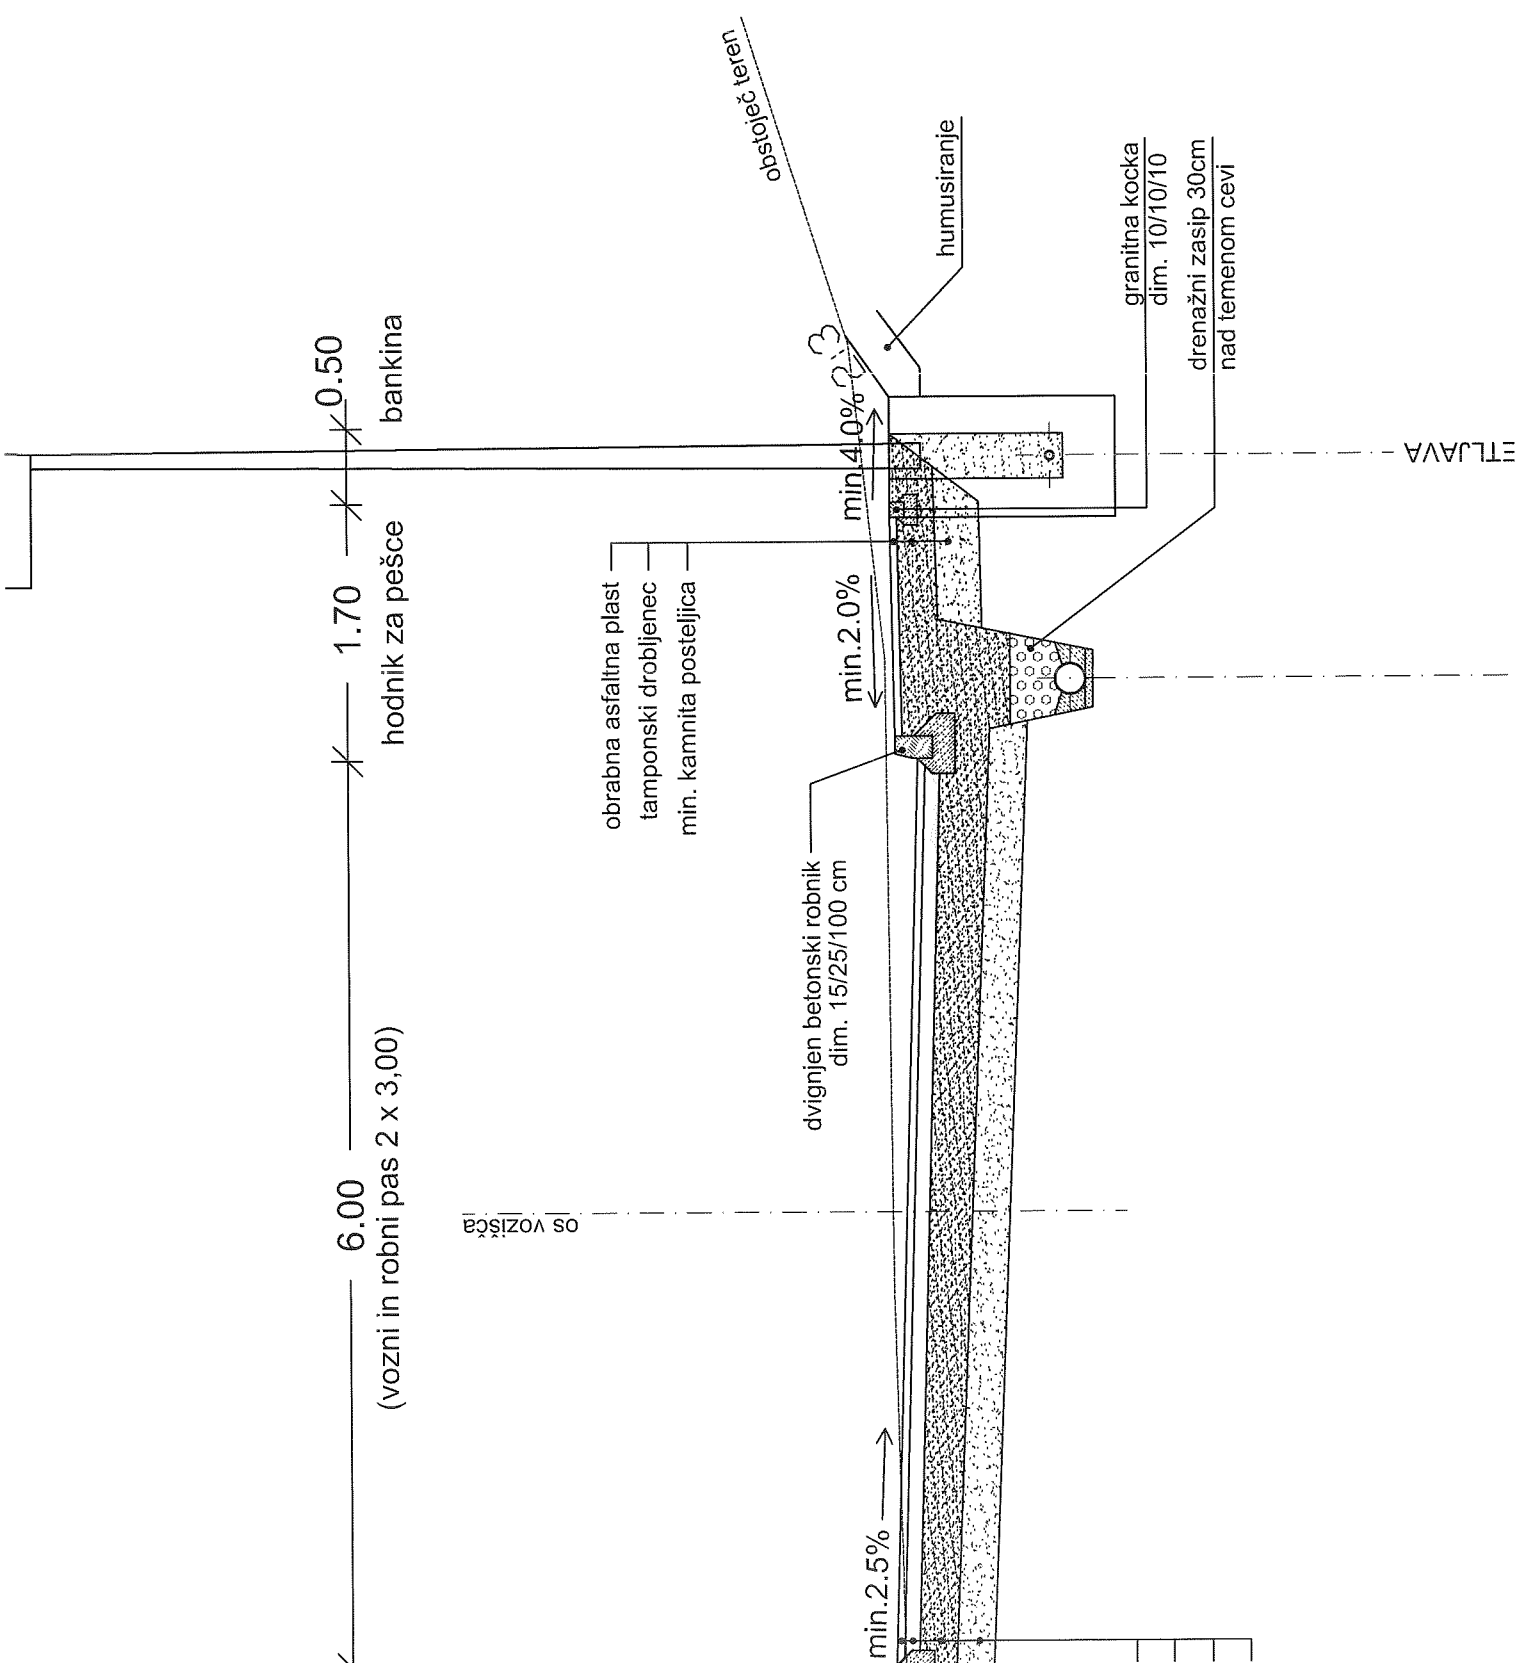 obstoječ teren
humusiranje
granitna kocka
dim. 10/10/10
drenažni zasip 30cm
nad temenom cevi
0.50
bankina
1.70
hodnik za pešce
6.00
(vozni in robni pas 2 x 3,00)
obrabna asfaltna plast
tamponski drobljenec
min. kamnita posteljica
min.4.0%
2:3
min.2.0%
dvignjen betonski robnik
dim. 15/25/100 cm
os vozišča
min.2.5%
ETLJAVA